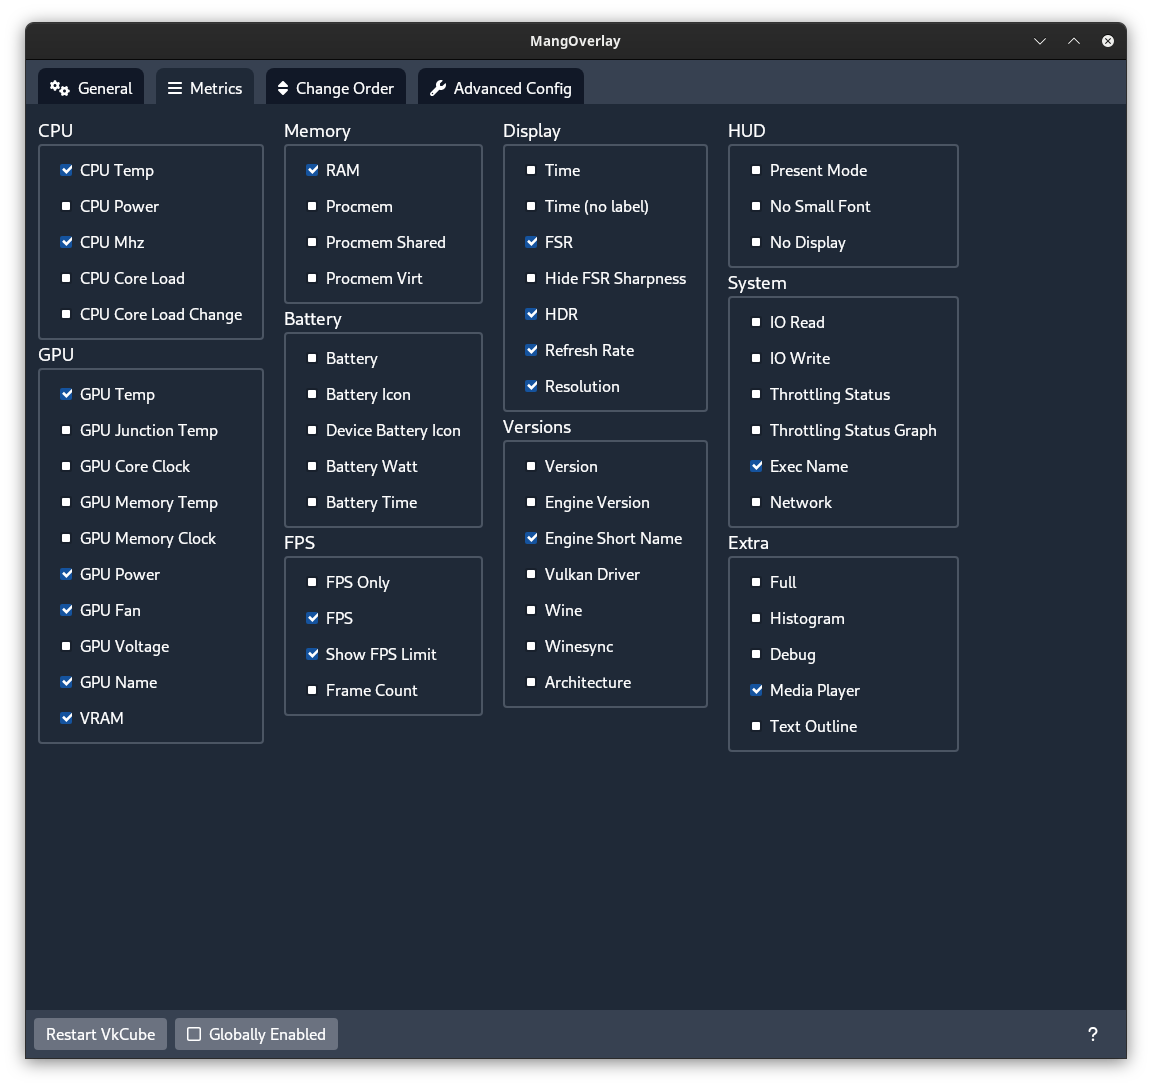 MangOverlay
General
Metrics
Change Order
Advanced Config
CPU
CPU Temp
CPU Power
CPU Mhz
CPU Core Load
CPU Core Load Change
GPU
GPU Temp
GPU Junction Temp
GPU Core Clock
GPU Memory Temp
GPU Memory Clock
GPU Power
GPU Fan
GPU Voltage
GPU Name
VRAM
Memory
RAM
Procmem
Procmem Shared
Procmem Virt
Battery
Battery
Battery Icon
Device Battery Icon
Battery Watt
Battery Time
FPS
FPS Only
FPS
Show FPS Limit
Frame Count
Display
Time
Time (no label)
FSR
Hide FSR Sharpness
HDR
Refresh Rate
Resolution
Versions
Version
Engine Version
Engine Short Name
Vulkan Driver
Wine
Winesync
Architecture
HUD
Present Mode
No Small Font
No Display
System
IO Read
IO Write
Throttling Status
Throttling Status Graph
Exec Name
Network
Extra
Full
Histogram
Debug
Media Player
Text Outline
Restart VkCube
Globally Enabled
?